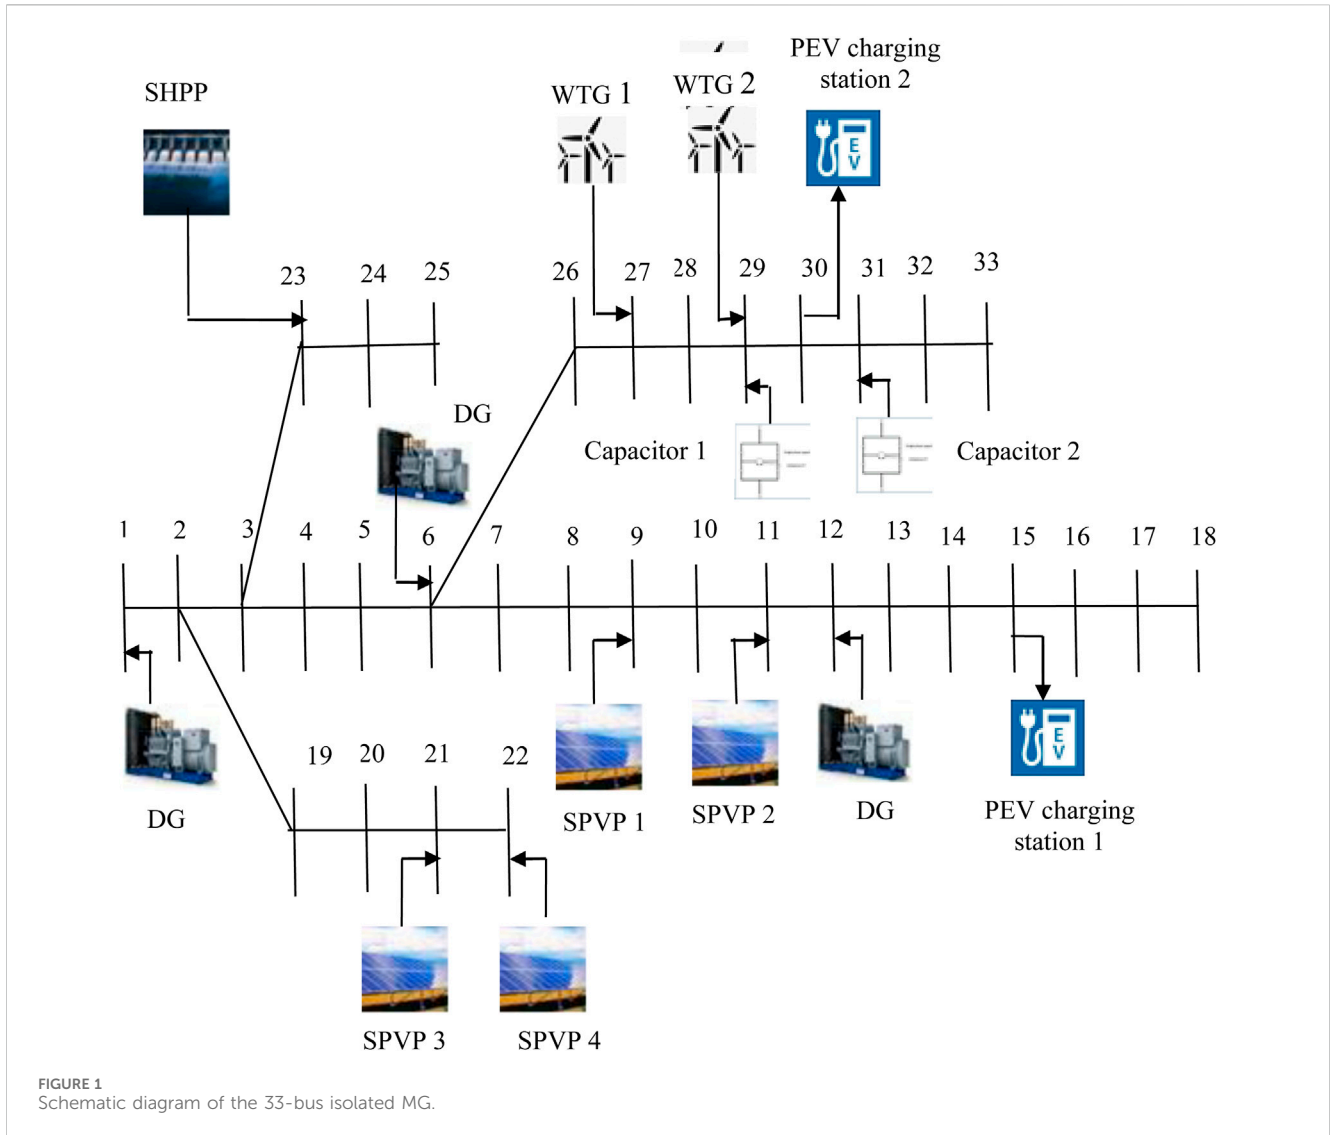 PEV charging
station 2
WTG 1
WTG 2
SHPP
E
V
23
24
25
26
27
28
29
30
31
32
33
DG
Capacitor 1
Capacitor 2
1
2
3
4
5
6
7
8
9
10
11
12
13
14
15
16
17
18
E
V
19
20
21
22
DG
SPVP 1
SPVP 2
DG
PEV charging
station 1
SPVP 3
SPVP 4
FIGURE 1
Schematic diagram of the 33-bus isolated MG.